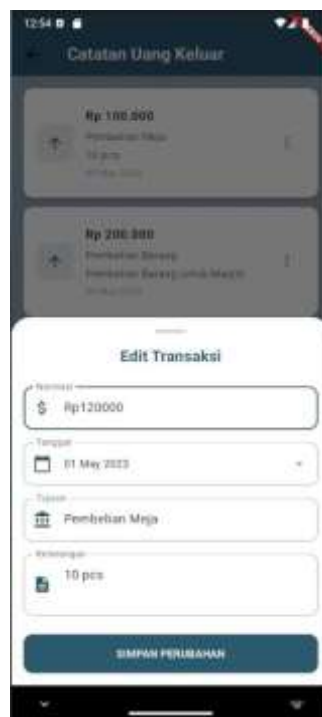 12:54
Catatan Uang Keluar
Rp 100.000
Pembelian Meja
10 pcs
Rp 200.000
Pembelian Barang
Pembelian Barang untuk Masjid
Edit Transaksi
Nominal
Rp120000
Tanggal
01 May 2023
Tujuan
Pembelian Meja
Keterangan
10 pcs
SIMPAN PERUBAHAN